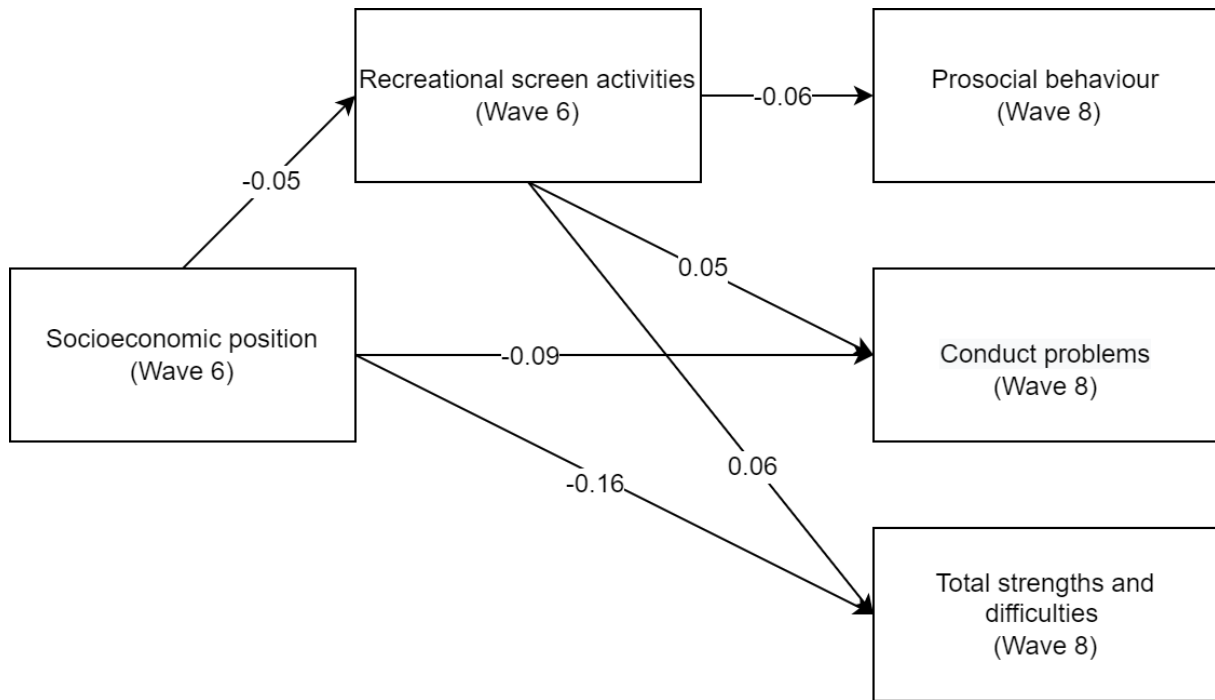 Recreational screen activities
(Wave 6)
-0.06
Prosocial behaviour
(Wave 8)
-0.05
Socioeconomic position
(Wave 6)
0.05
-0.09
Conduct problems
(Wave 8)
0.06
-0.16
Total strengths and
difficulties
(Wave 8)